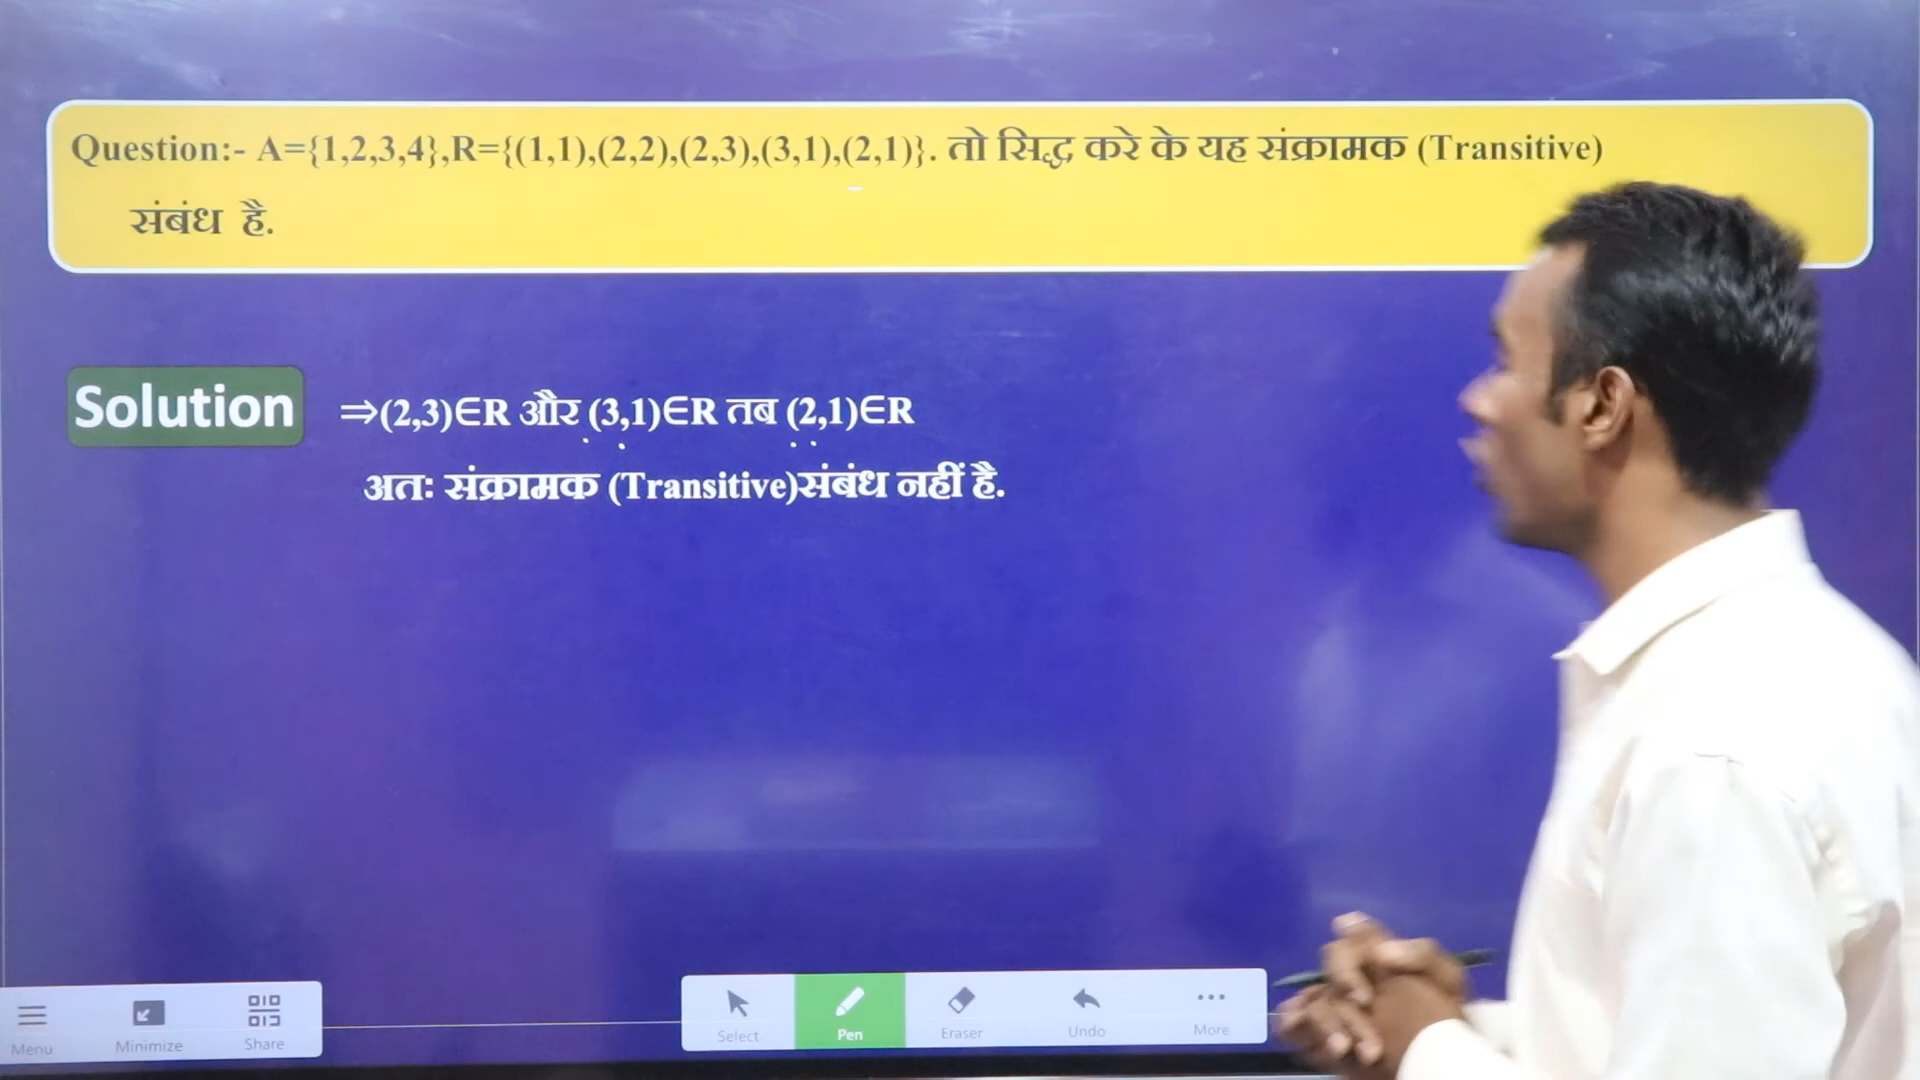 Question:- A={1,2,3,4},R={(1,1),(2,2),(2,3),(3,1),(2,1)}. तो सिद्ध करे के यह संक्रामक (Transitive)
संबंध है.
Solution
⇒(2,3)∈R और (3,1)∈R तब (2,1)∈R
अतः संक्रामक (Transitive)संबंध नहीं है.
Menu Minimize Share Select Pen Eraser Undo More